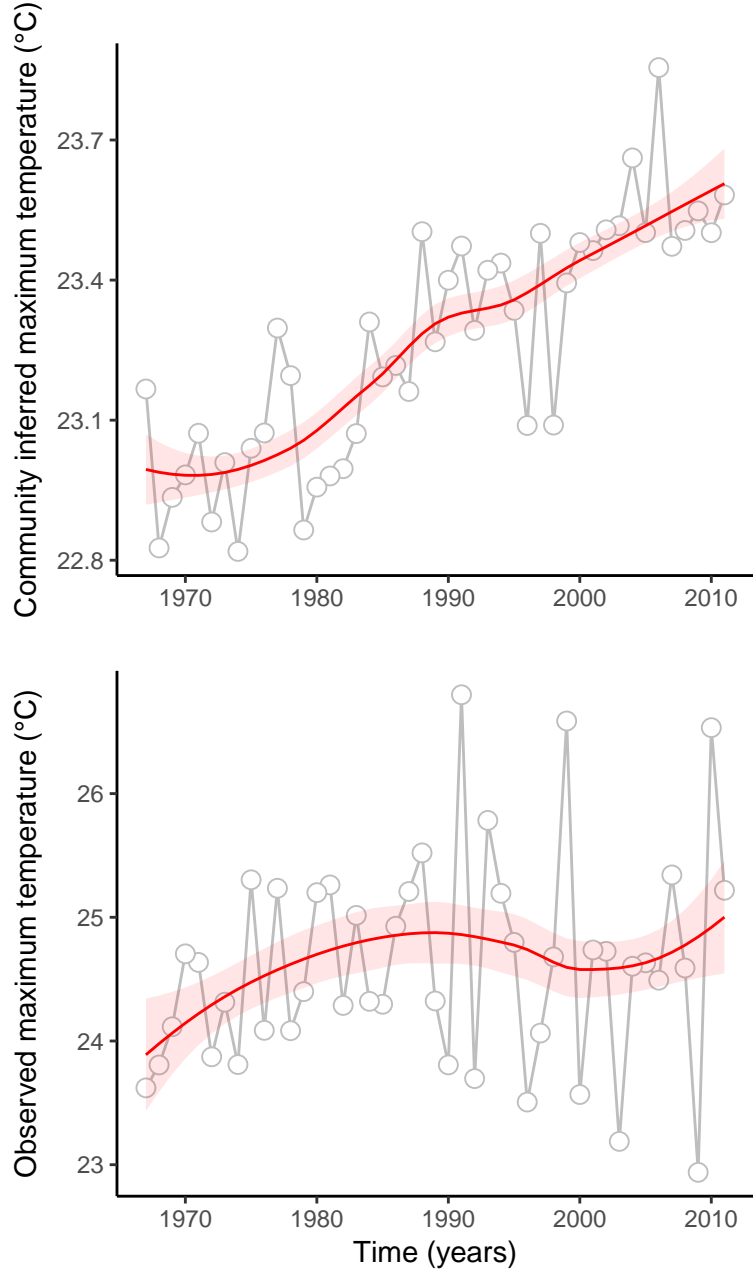 Community inferred maximum temperature (°C)
23.7
23.4
23.1
22.8
1970 1980 1990 2000 2010
Observed maximum temperature (°C)
26
25
24
23
1970 1980 1990 2000 2010
Time (years)